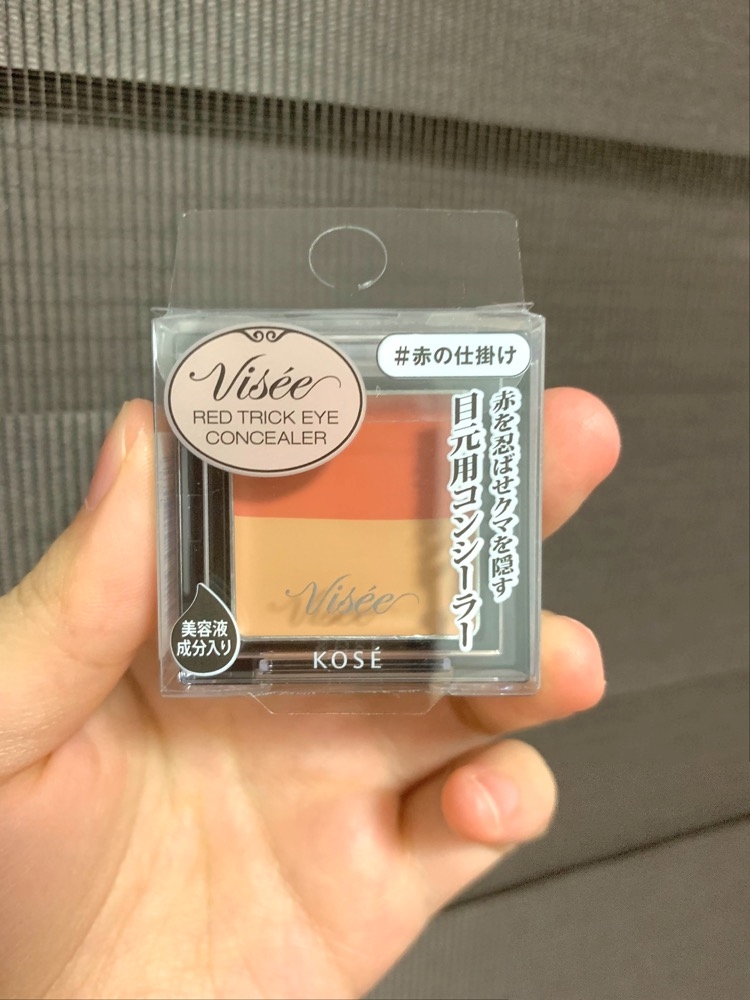 Visée
RED TRICK EYE
CONCEALER
#赤の仕掛け
赤を忍ばせクマを隠す
目元用コンシーラー
Visée
美容液
成分入り
KOSÉ